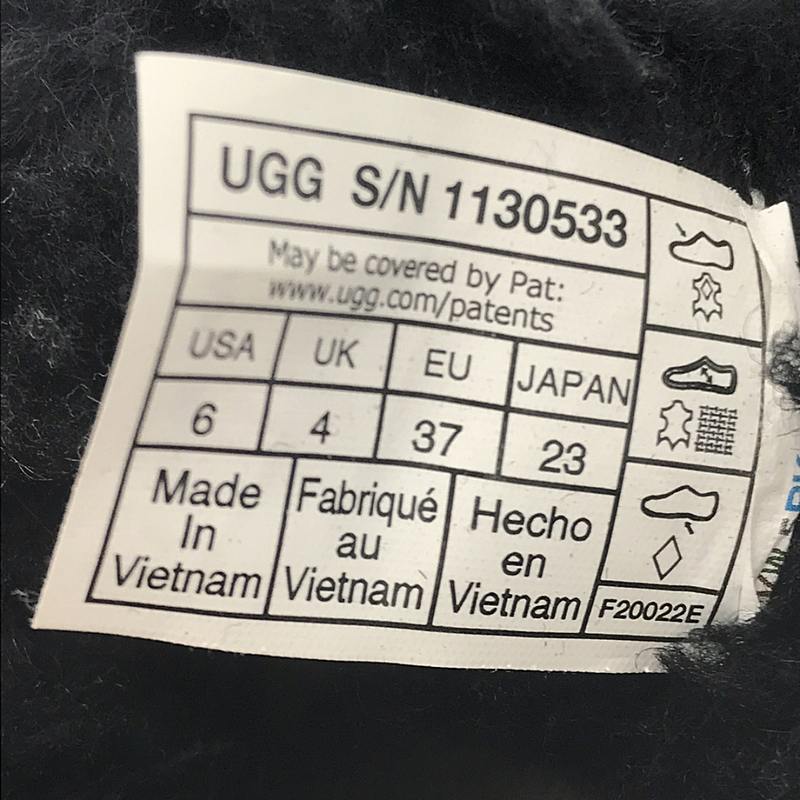 UGG S/N 1130533
May be covered by Pat:
www.ugg.com/patents
USA UK EU JAPAN
6 4 37 23
Made In Vietnam
Fabriqué au Vietnam
Hecho en Vietnam
F20022E